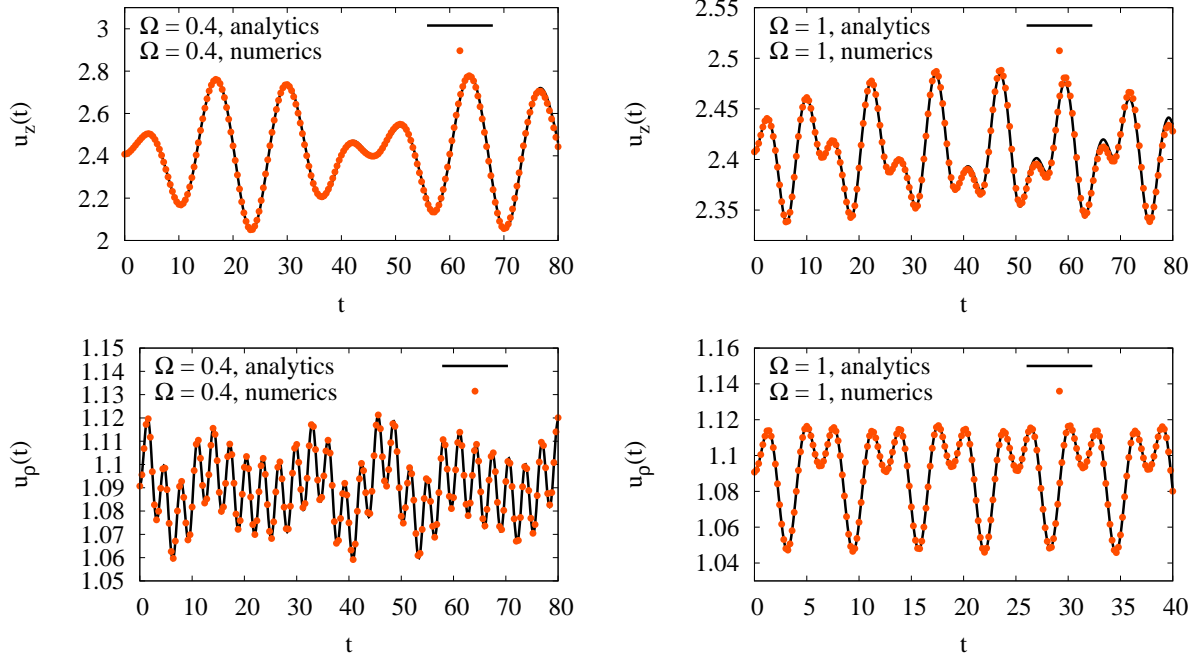 Ω = 0.4, analytics
Ω = 0.4, numerics
3
2.8
2.6
2.4
2.2
2
u_z(t)
0 10 20 30 40 50 60 70 80
t
Ω = 1, analytics
Ω = 1, numerics
2.55
2.5
2.45
2.4
2.35
u_z(t)
0 10 20 30 40 50 60 70 80
t
Ω = 0.4, analytics
Ω = 0.4, numerics
1.15
1.14
1.13
1.12
1.11
1.1
1.09
1.08
1.07
1.06
1.05
u_ρ(t)
0 10 20 30 40 50 60 70 80
t
Ω = 1, analytics
Ω = 1, numerics
1.16
1.14
1.12
1.10
1.08
1.06
1.04
u_ρ(t)
0 5 10 15 20 25 30 35 40
t